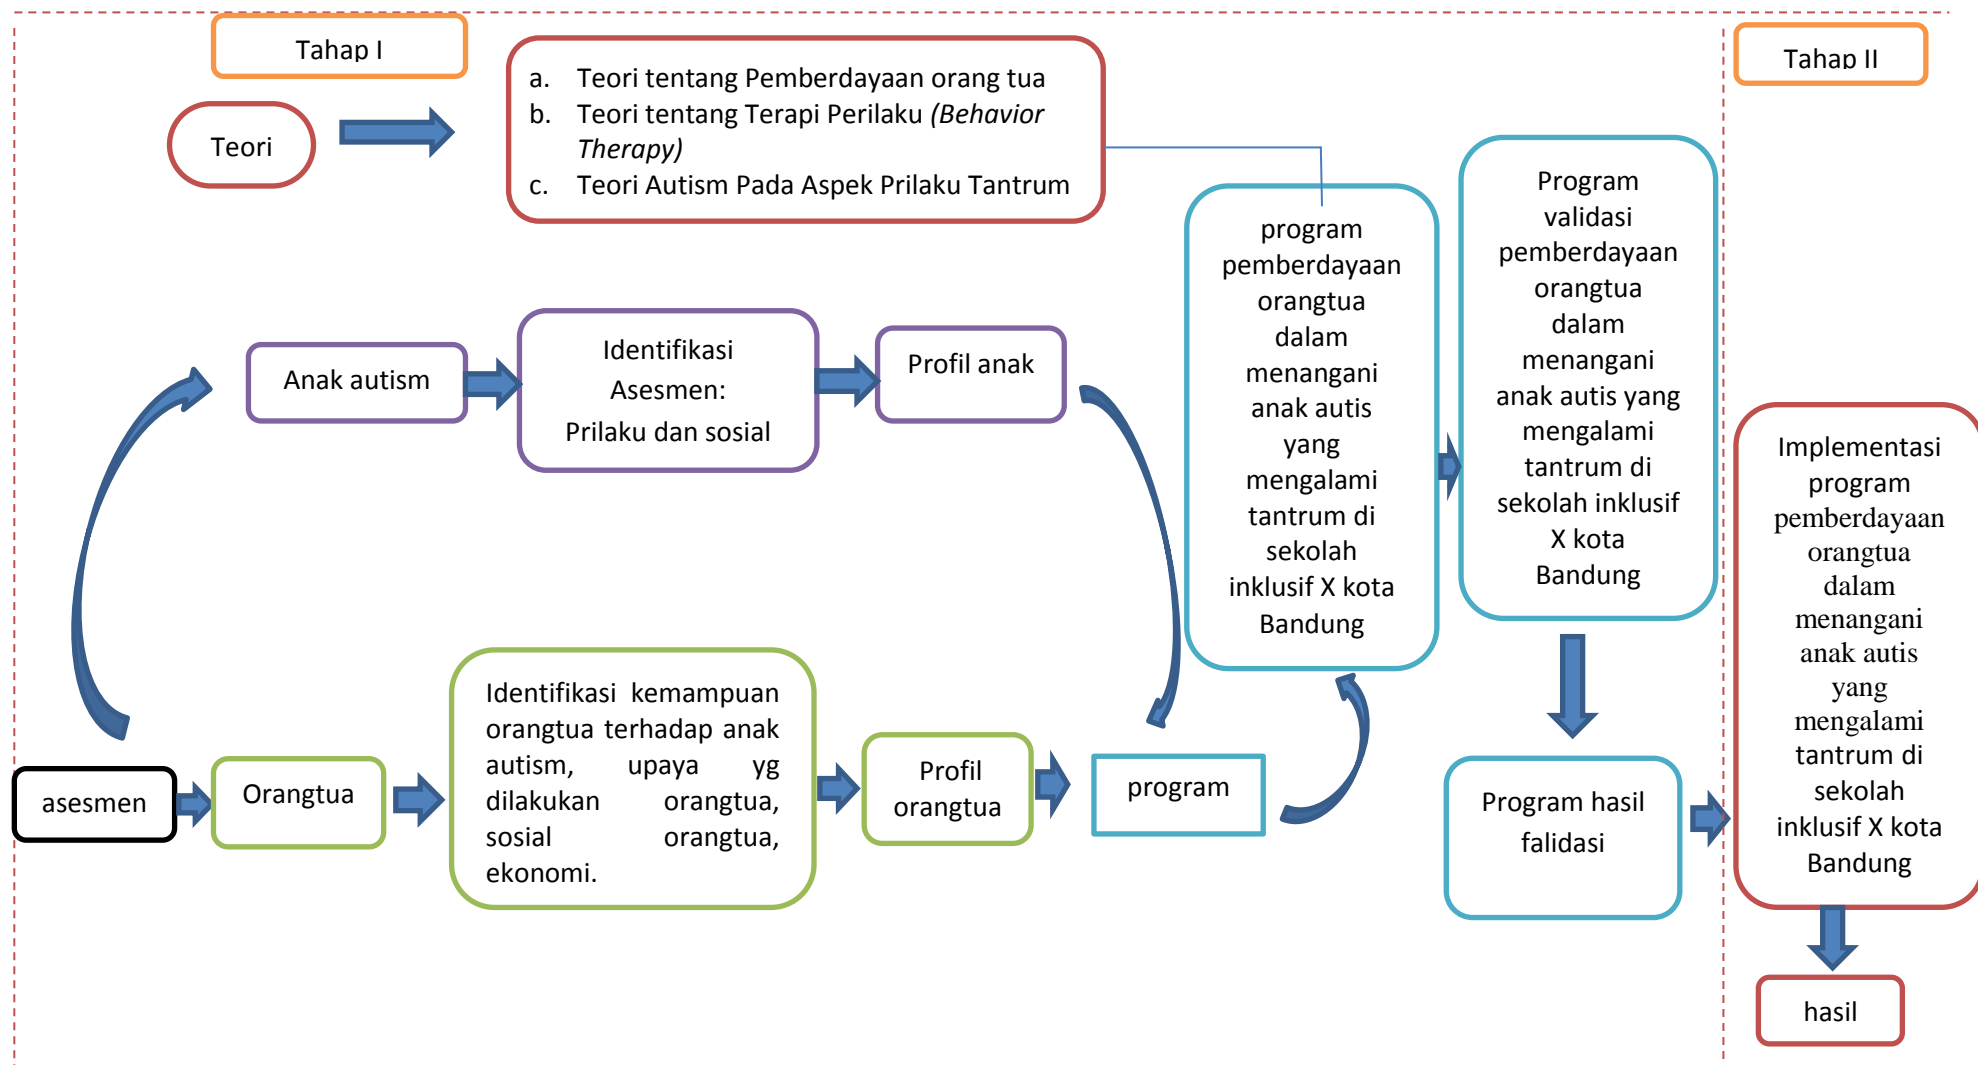 Tahap I
Tahap II
Teori
a. Teori tentang Pemberdayaan orang tua
b. Teori tentang Terapi Perilaku (Behavior
Therapy)
c. Teori Autism Pada Aspek Prilaku Tantrum
Anak autism
Identifikasi
Asesmen:
Prilaku dan sosial
Profil anak
asesmen
Orangtua
Identifikasi kemampuan
orangtua terhadap anak
autism, upaya yg
dilakukan orangtua,
sosial orangtua,
ekonomi.
Profil
orangtua
program
program
pemberdayaan
orangtua
dalam
menangani
anak autis
yang
mengalami
tantrum di
sekolah
inklusif X kota
Bandung
Program
validasi
pemberdayaan
orangtua
dalam
menangani
anak autis yang
mengalami
tantrum di
sekolah inklusif
X kota
Bandung
Program hasil
falidasi
Implementasi
program
pemberdayaan
orangtua
dalam
menangani
anak autis
yang
mengalami
tantrum di
sekolah
inklusif X kota
Bandung
hasil